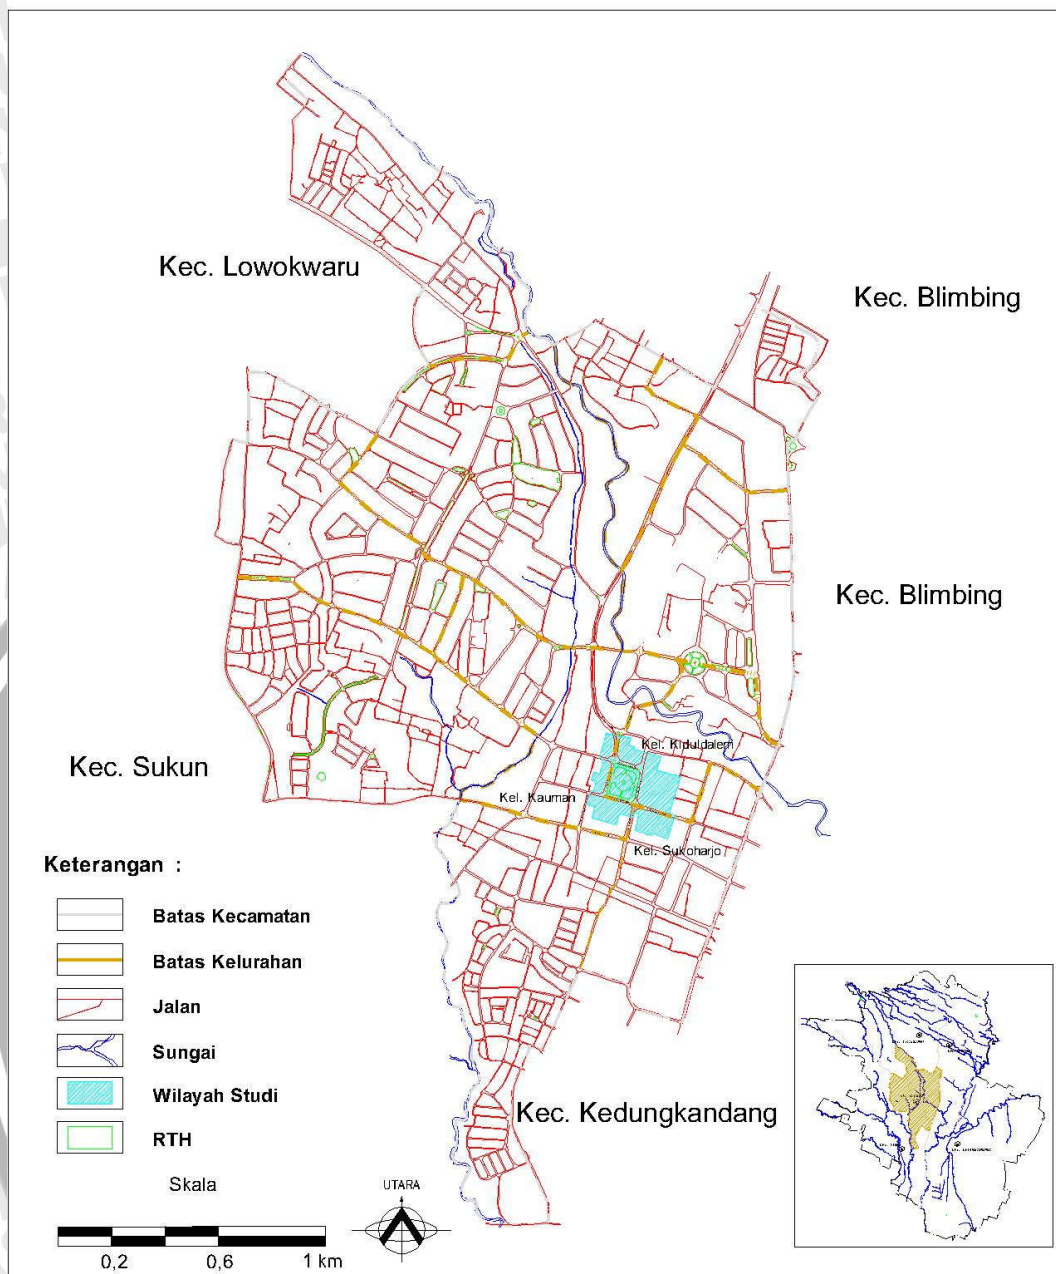 Kec. Lowokwaru
Kec. Blimbing
Kec. Blimbing
Kel. Kiduldalem
Kec. Sukun
Kel. Kauman
Kel. Sukoharjo
Keterangan :
Batas Kecamatan
Batas Kelurahan
Jalan
Sungai
Wilayah Studi
RTH
Kec. Kedungkandang
Skala
UTARA
0,2 0,6 1 km